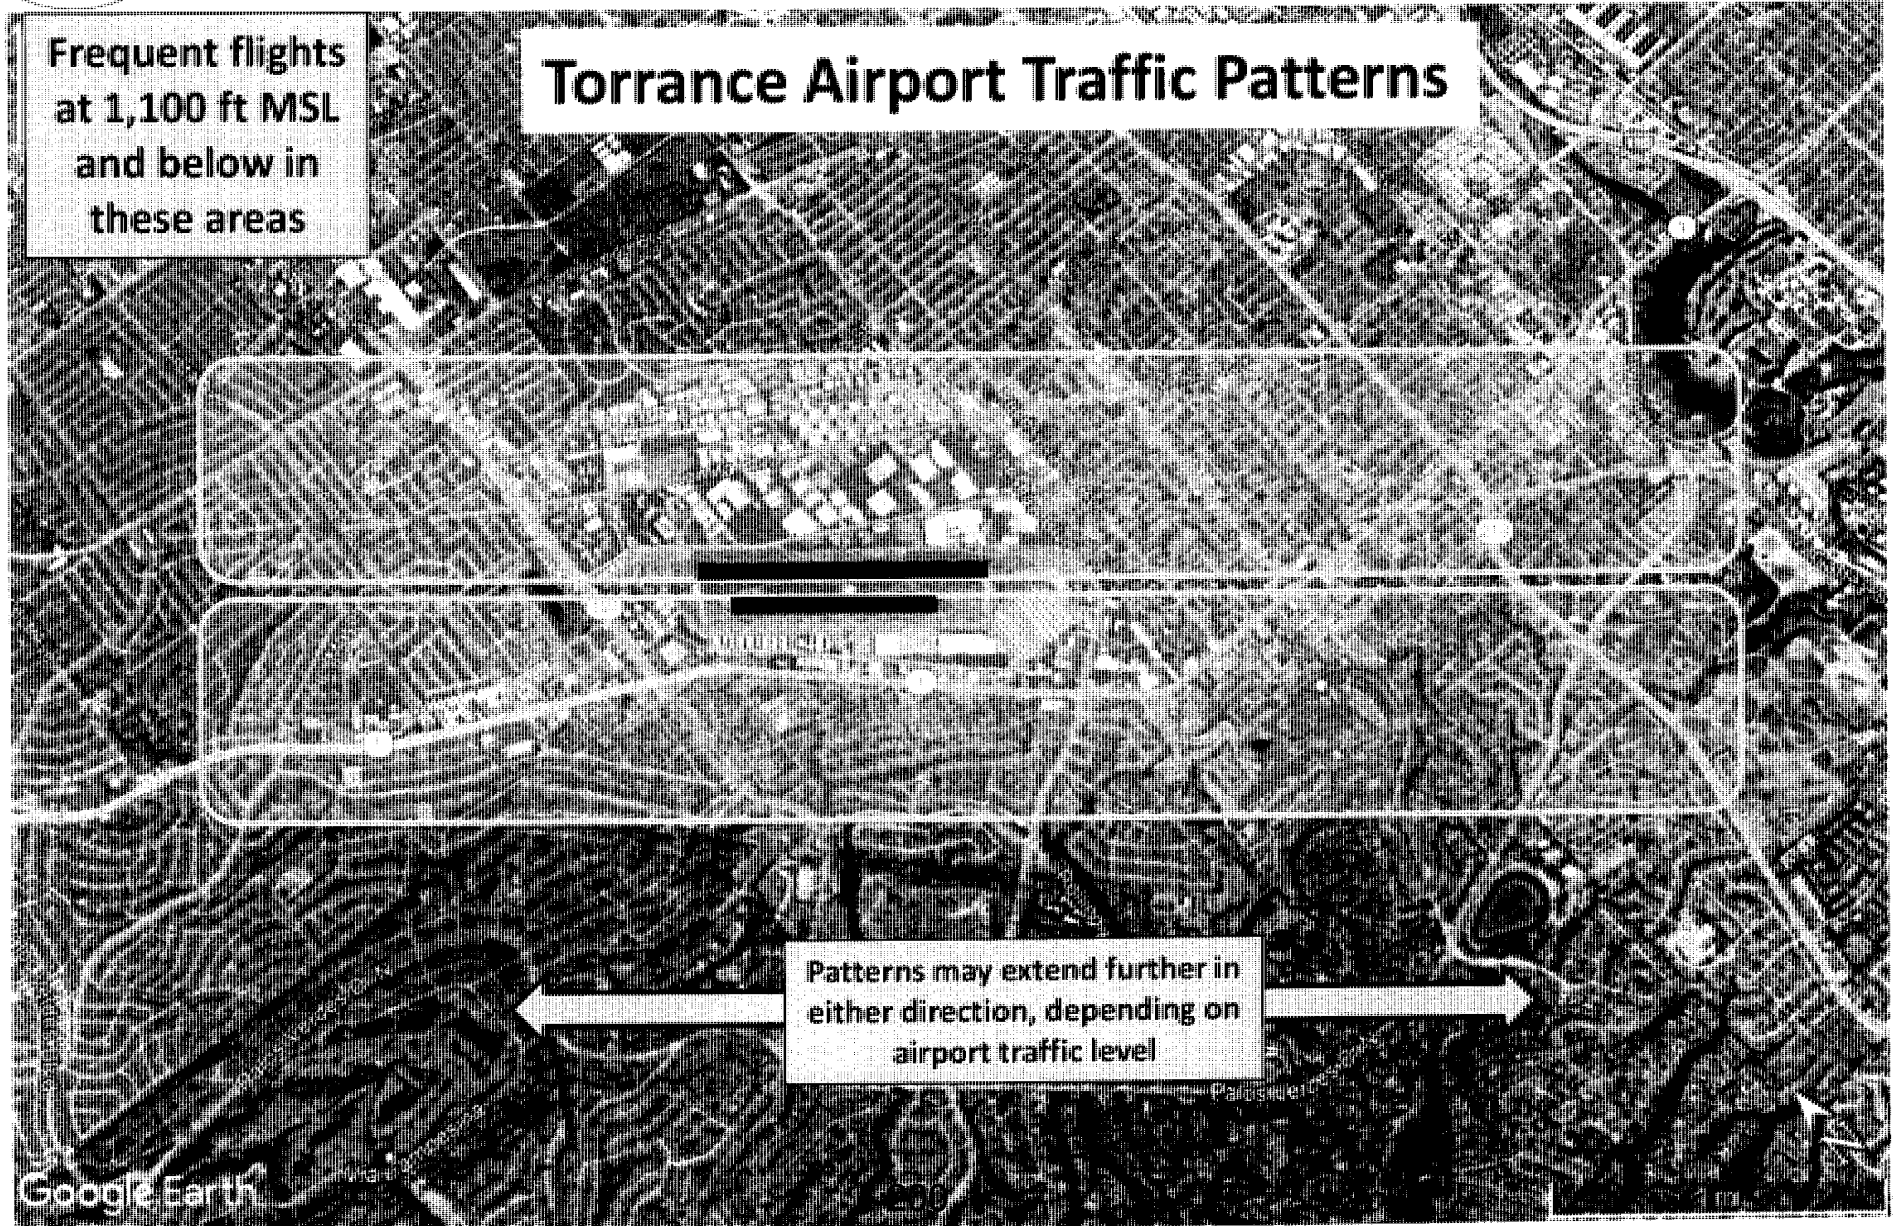 Frequent flights
at 1,100 ft MSL
and below in
these areas
Torrance Airport Traffic Patterns
Patterns may extend further in
either direction, depending on
airport traffic level
Google Earth